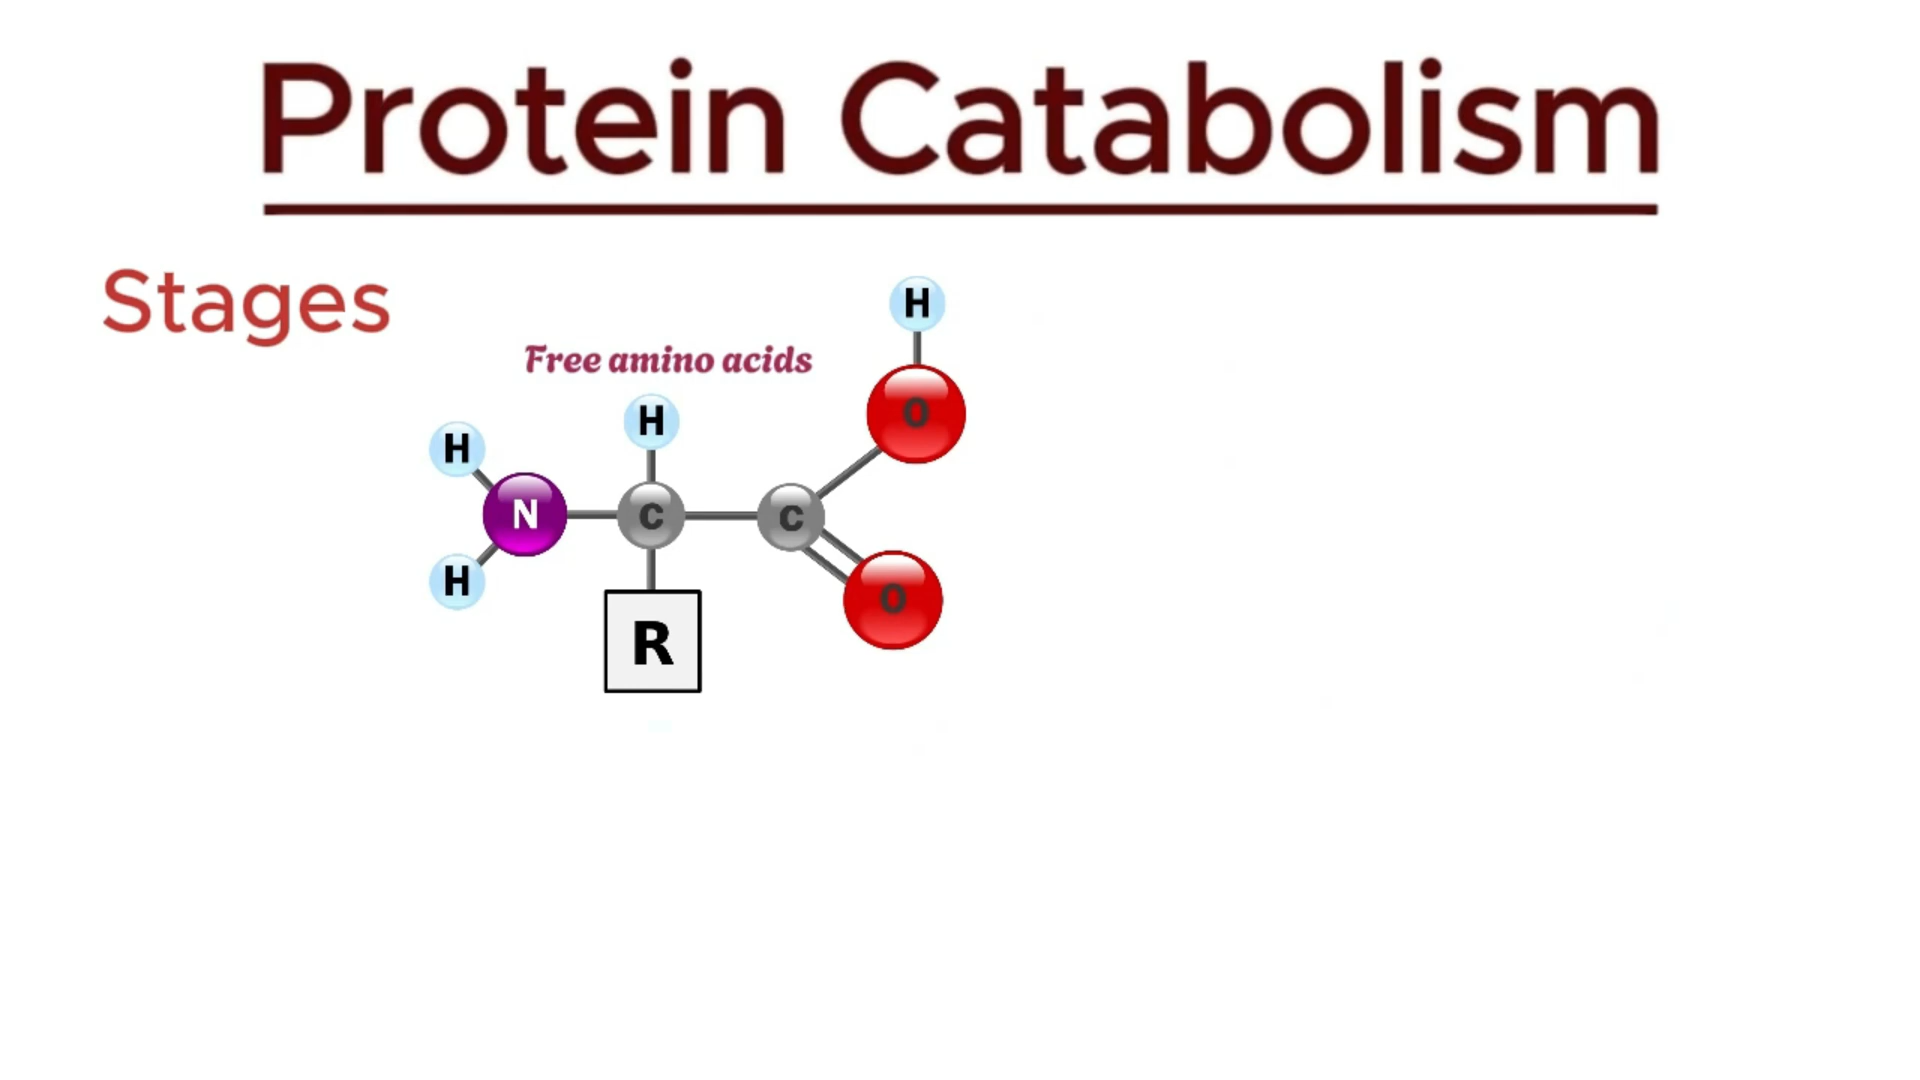 Protein Catabolism
Stages
Free amino acids
H
O
H
H
N
C
C
H
O
R